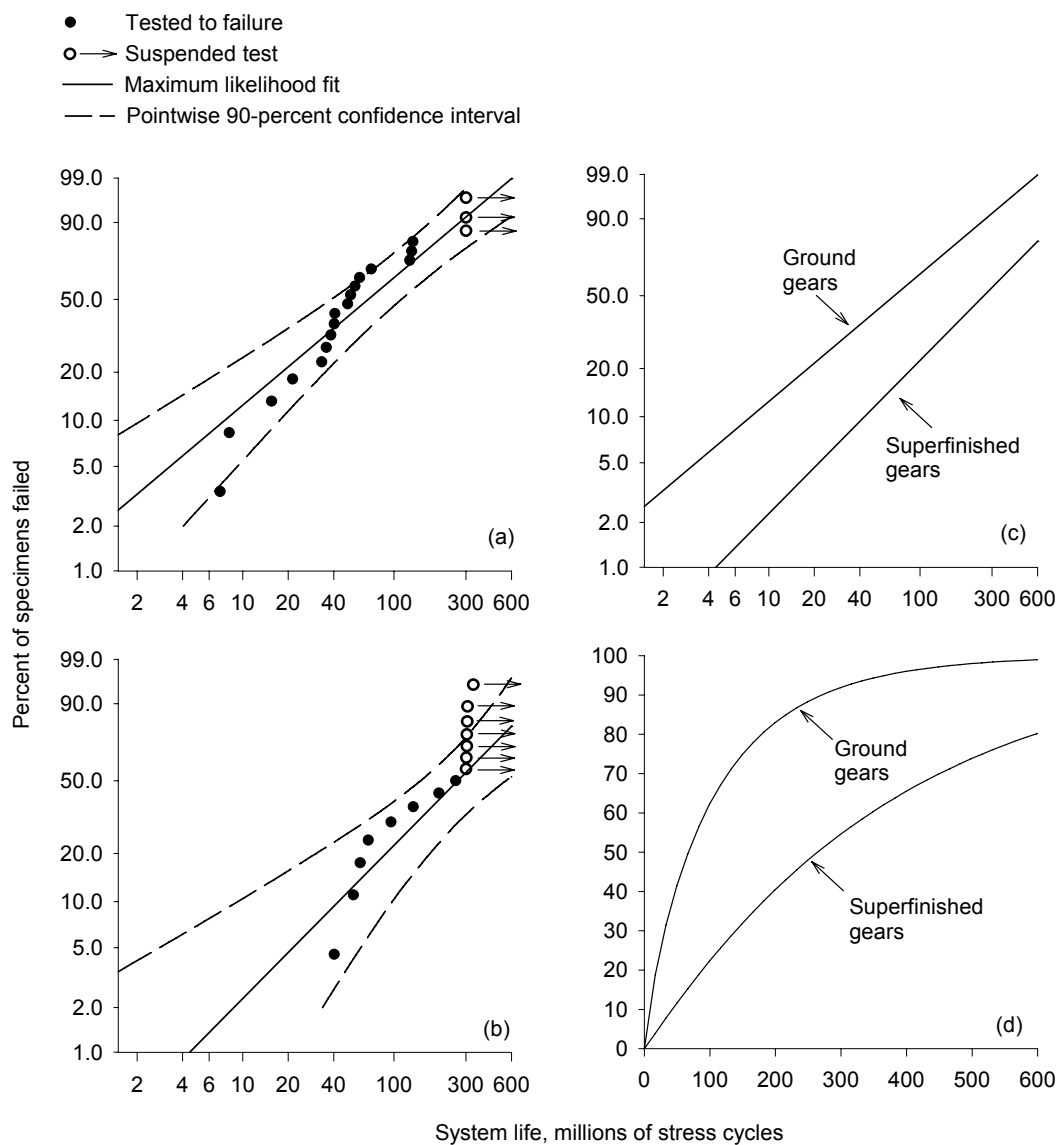 Tested to failure
Suspended test
Maximum likelihood fit
Pointwise 90-percent confidence interval
Percent of specimens failed
99.0
90.0
50.0
20.0
10.0
5.0
2.0
1.0
(a)
2 4 6 10 20 40 100 300 600
99.0
90.0
50.0
20.0
10.0
5.0
2.0
1.0
Ground
gears
Superfinished
gears
(c)
2 4 6 10 20 40 100 300 600
99.0
90.0
50.0
20.0
10.0
5.0
2.0
1.0
(b)
2 4 6 10 20 40 100 300 600
100
90
80
70
60
50
40
30
20
10
0
Ground
gears
Superfinished
gears
(d)
0 100 200 300 400 500 600
System life, millions of stress cycles